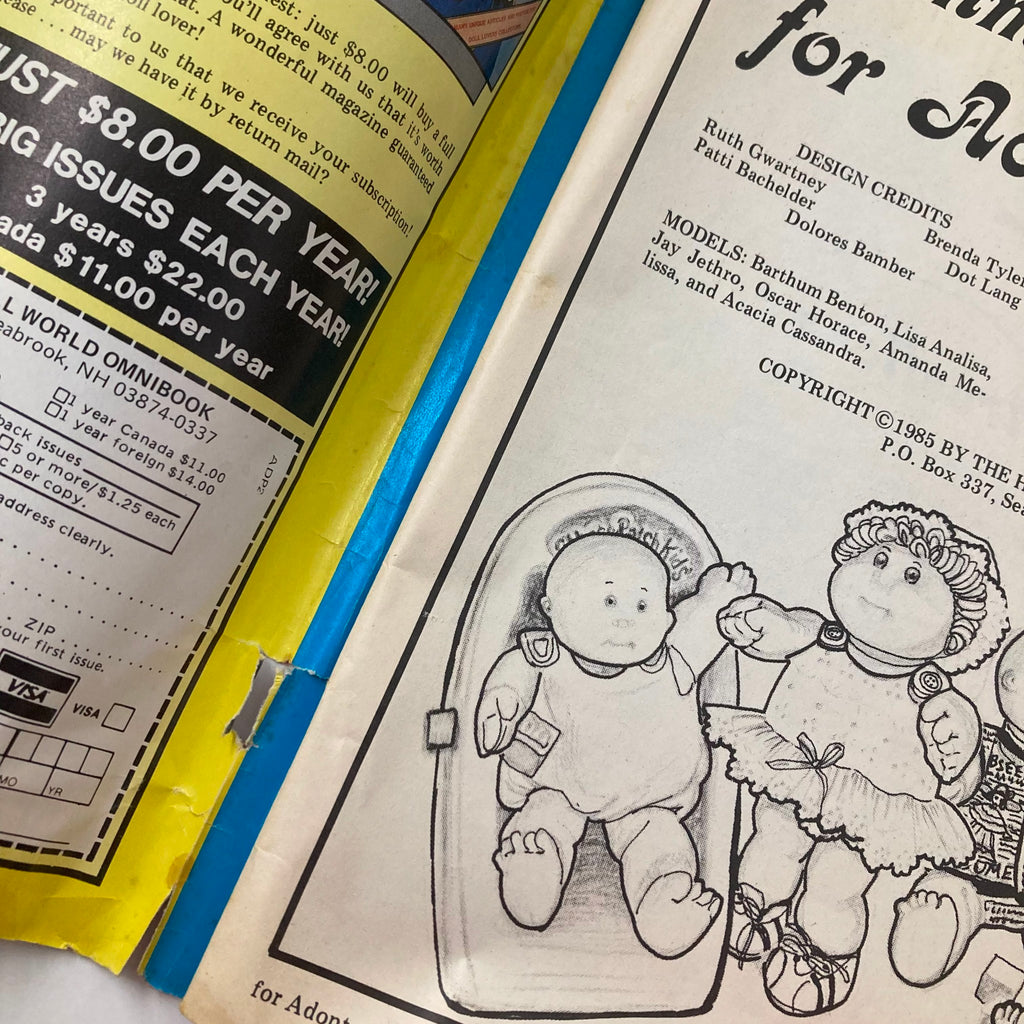 est: just $8.00 will buy a full
you'll agree with us that it's worth
at. A wonderful magazine guaranteed
oll lover!
portant to us that we receive your subscription!
ease . . . may we have it by return mail?
UST $8.00 PER YEAR!
BIG ISSUES EACH YEAR!
3 years $22.00
ada $11.00 per year
L WORLD OMNIBOOK
eabrook, NH 03874-0337
□1 year Canada $11.00
□1 year foreign $14.00
back issues
□5 or more/$1.25 each
c per copy.
address clearly.
ADP2
ZIP
our first issue.
VISA
VISA □
MO YR
for Ad
DESIGN CREDITS
Ruth Gwartney Brenda Tyler
Patti Bachelder Dot Lang
Dolores Bamber
MODELS: Barthum Benton, Lisa Analisa,
Jay Jethro, Oscar Horace, Amanda Me-
lissa, and Acacia Cassandra.
COPYRIGHT ©1985 BY THE H
P.O. Box 337, Sea
Patch Kids
for Adopt